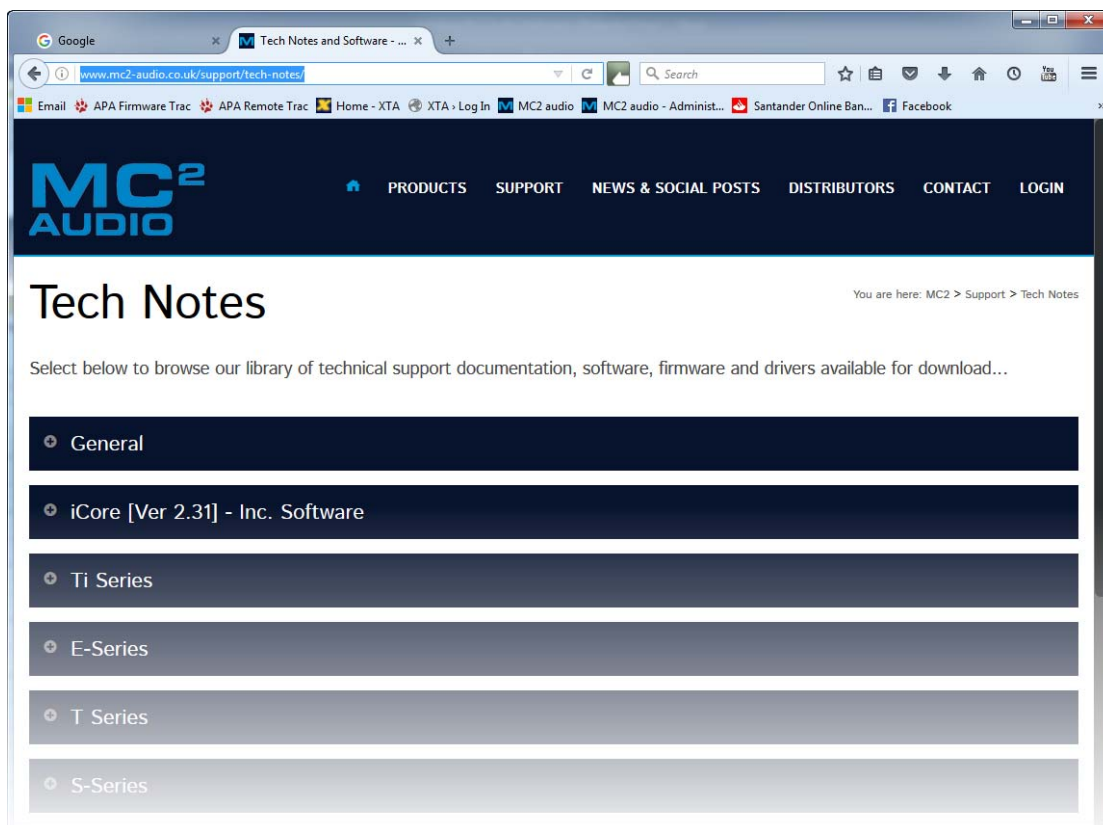 Google
Tech Notes and Software - ...
www.mc2-audio.co.uk/support/tech-notes/
Search
You Tube
Email APA Firmware Trac APA Remote Trac Home - XTA XTA › Log In MC2 audio MC2 audio - Administ... Santander Online Ban... Facebook
MC²
AUDIO
PRODUCTS SUPPORT NEWS & SOCIAL POSTS DISTRIBUTORS CONTACT LOGIN
Tech Notes
You are here: MC2 > Support > Tech Notes
Select below to browse our library of technical support documentation, software, firmware and drivers available for download...
General
iCore [Ver 2.31] - Inc. Software
Ti Series
E-Series
T Series
S-Series